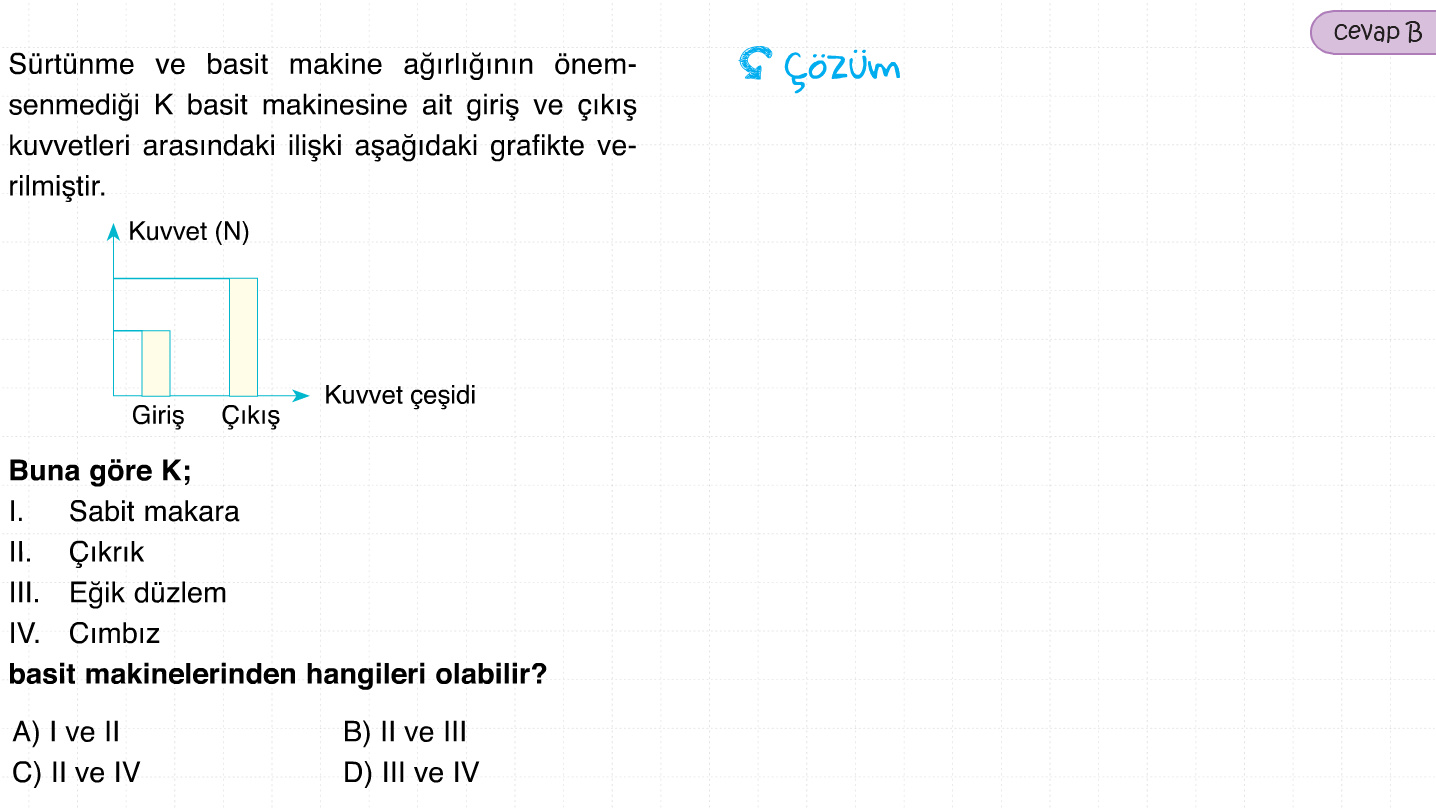 cevap B
Sürtünme ve basit makine ağırlığının önem-
senmediği K basit makinesine ait giriş ve çıkış
kuvvetleri arasındaki ilişki aşağıdaki grafikte ve-
rilmiştir.
Çözüm
Kuvvet (N)
Kuvvet çeşidi
Giriş Çıkış
Buna göre K;
I. Sabit makara
II. Çıkrık
III. Eğik düzlem
IV. Cımbız
basit makinelerinden hangileri olabilir?
A) I ve II B) II ve III
C) II ve IV D) III ve IV